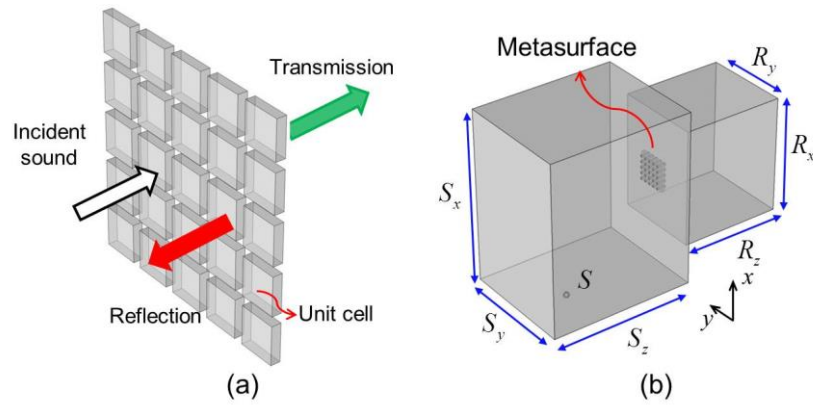 Transmission
Incident
sound
Reflection
Unit cell
(a)
Metasurface
R_y
R_x
S_x
R_z
S
x
y
S_y
S_z
(b)